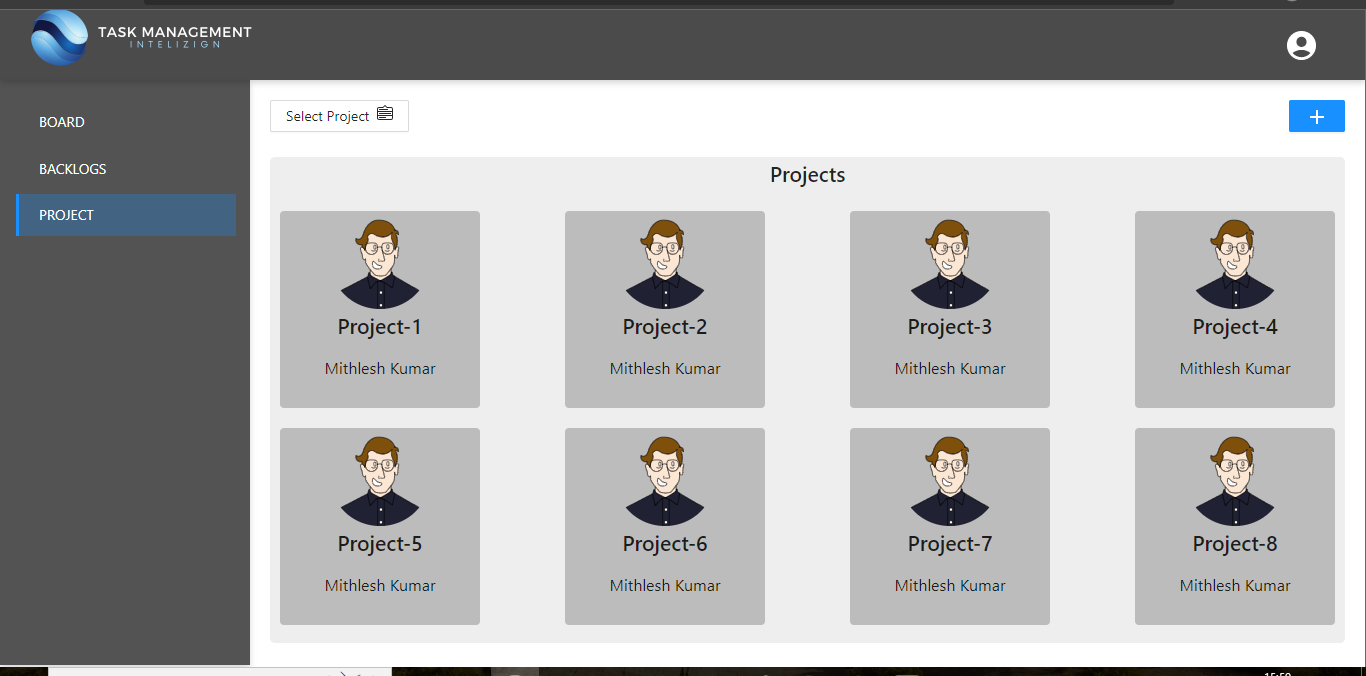 TASK MANAGEMENT
INTELIZIGN
BOARD
BACKLOGS
PROJECT
Select Project
+
Projects
Project-1
Mithlesh Kumar
Project-2
Mithlesh Kumar
Project-3
Mithlesh Kumar
Project-4
Mithlesh Kumar
Project-5
Mithlesh Kumar
Project-6
Mithlesh Kumar
Project-7
Mithlesh Kumar
Project-8
Mithlesh Kumar